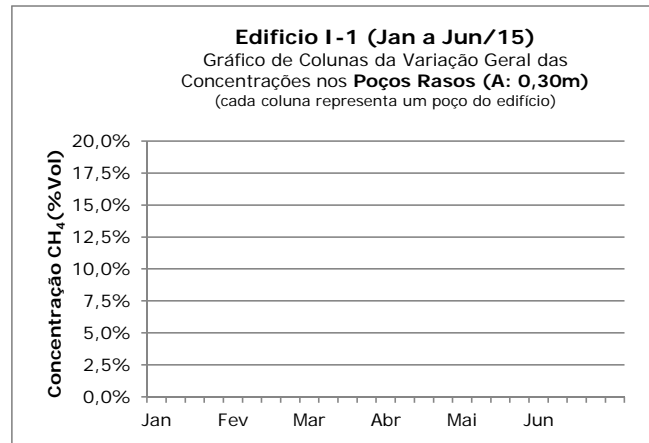 Edificio I-1 (Jan a Jun/15)
Gráfico de Colunas da Variação Geral das
Concentrações nos Poços Rasos (A: 0,30m)
(cada coluna representa um poço do edifício)
Concentração CH₄(%Vol)
20,0%
17,5%
15,0%
12,5%
10,0%
7,5%
5,0%
2,5%
0,0%
Jan Fev Mar Abr Mai Jun